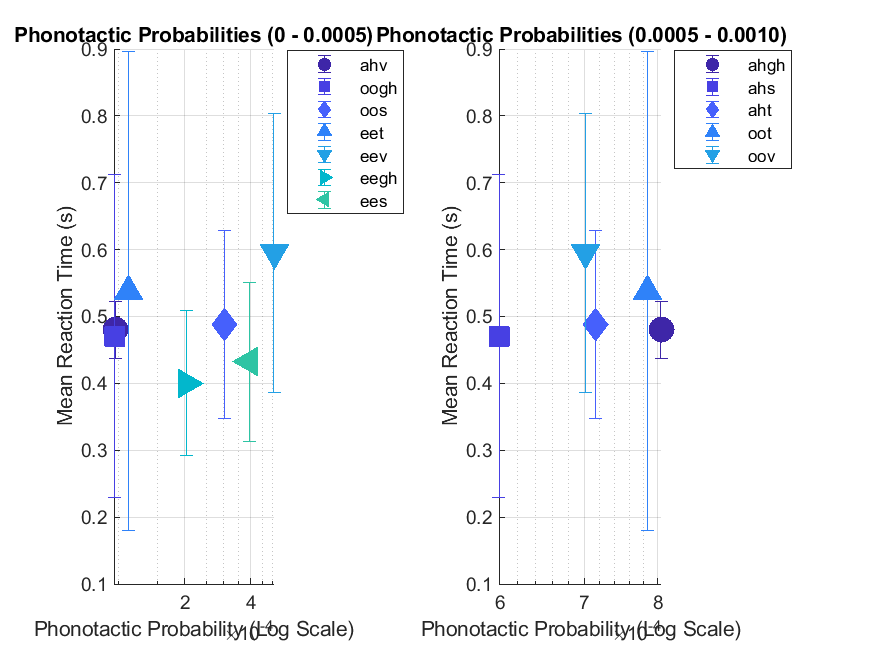 Phonotactic Probabilities (0 - 0.0005)
Mean Reaction Time (s)
0.9
0.8
0.7
0.6
0.5
0.4
0.3
0.2
0.1
2 4
×10⁻⁴
Phonotactic Probability (Log Scale)
ahv
oogh
oos
eet
eev
eegh
ees
Phonotactic Probabilities (0.0005 - 0.0010)
Mean Reaction Time (s)
0.9
0.8
0.7
0.6
0.5
0.4
0.3
0.2
0.1
6 7 8
×10⁻⁴
Phonotactic Probability (Log Scale)
ahgh
ahs
aht
oot
oov